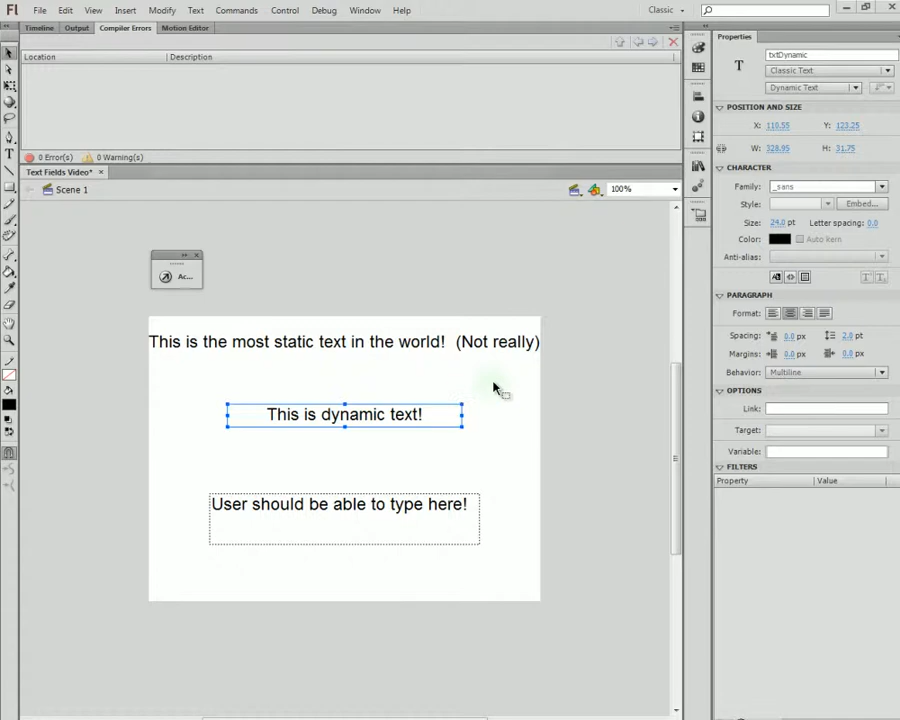 Fl File Edit View Insert Modify Text Commands Control Debug Window Help Classic
Timeline Output Compiler Errors Motion Editor
Location Description
0 Error(s) 0 Warning(s)
Text Fields Video*
Scene 1 100%
Ac...
This is the most static text in the world! (Not really)
This is dynamic text!
User should be able to type here!
Properties
T txtDynamic
Classic Text
Dynamic Text
POSITION AND SIZE
X: 110.55 Y: 123.25
W: 328.95 H: 31.75
CHARACTER
Family: _sans
Style: Embed...
Size: 24.0 pt Letter spacing: 0.0
Color: Auto kern
Anti-alias:
PARAGRAPH
Format:
Spacing: 0.0 px 2.0 pt
Margins: 0.0 px 0.0 px
Behavior: Multiline
OPTIONS
Link:
Target:
Variable:
FILTERS
Property Value